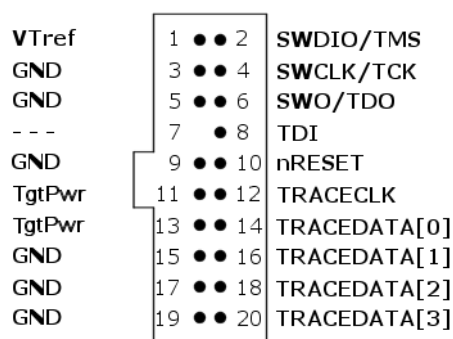 VTref 1 2 SWDIO/TMS
GND 3 4 SWCLK/TCK
GND 5 6 SWO/TDO
--- 7 8 TDI
GND 9 10 nRESET
TgtPwr 11 12 TRACECLK
TgtPwr 13 14 TRACEDATA[0]
GND 15 16 TRACEDATA[1]
GND 17 18 TRACEDATA[2]
GND 19 20 TRACEDATA[3]